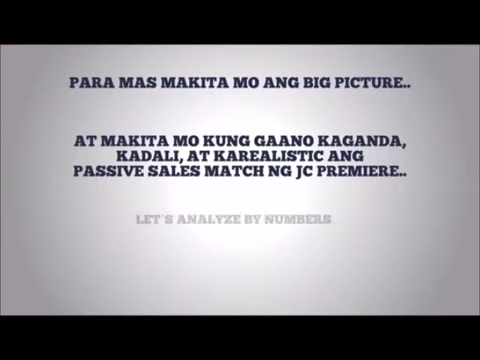 PARA MAS MAKITA MO ANG BIG PICTURE..
AT MAKITA MO KUNG GAANO KAGANDA,
KADALI, AT KAREALISTIC ANG
PASSIVE SALES MATCH NG JC PREMIERE..
LET`S ANALYZE BY NUMBERS